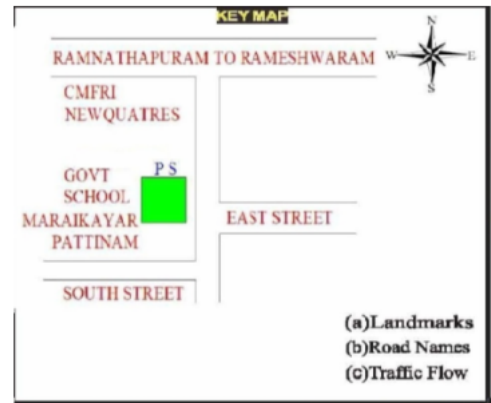 KEY MAP
N
RAMNATHAPURAM TO RAMESHWARAM
W E
S
CMFRI
NEWQUATRES
P S
GOVT
SCHOOL
MARAIKAYAR
PATTINAM
EAST STREET
SOUTH STREET
(a)Landmarks
(b)Road Names
(c)Traffic Flow